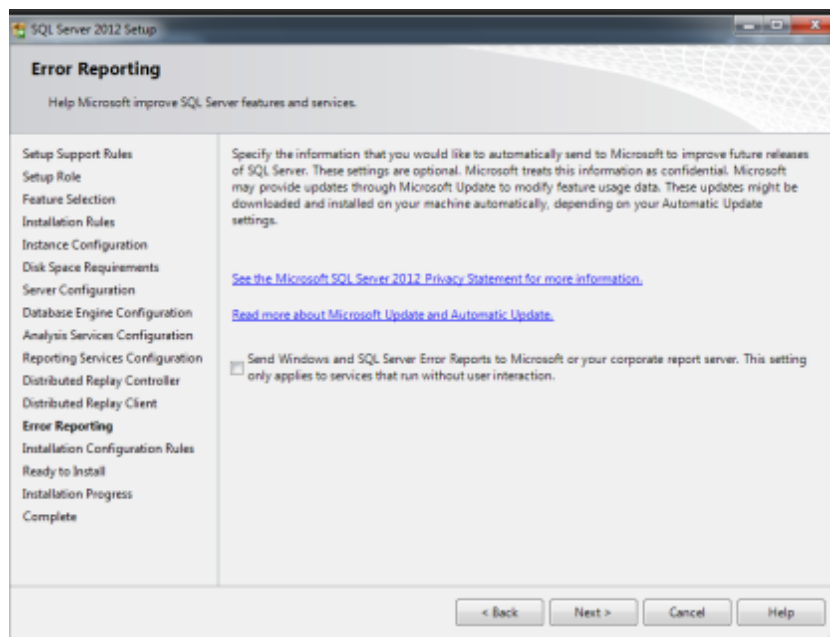 SQL Server 2012 Setup
Error Reporting
Help Microsoft improve SQL Server features and services.
Setup Support Rules
Setup Role
Feature Selection
Installation Rules
Instance Configuration
Disk Space Requirements
Server Configuration
Database Engine Configuration
Analysis Services Configuration
Reporting Services Configuration
Distributed Replay Controller
Distributed Replay Client
Error Reporting
Installation Configuration Rules
Ready to Install
Installation Progress
Complete
Specify the information that you would like to automatically send to Microsoft to improve future releases
of SQL Server. These settings are optional. Microsoft treats this information as confidential. Microsoft
may provide updates through Microsoft Update to modify feature usage data. These updates might be
downloaded and installed on your machine automatically, depending on your Automatic Update
settings.
See the Microsoft SQL Server 2012 Privacy Statement for more information.
Read more about Microsoft Update and Automatic Update.
Send Windows and SQL Server Error Reports to Microsoft or your corporate report server. This setting
only applies to services that run without user interaction.
< Back
Next >
Cancel
Help